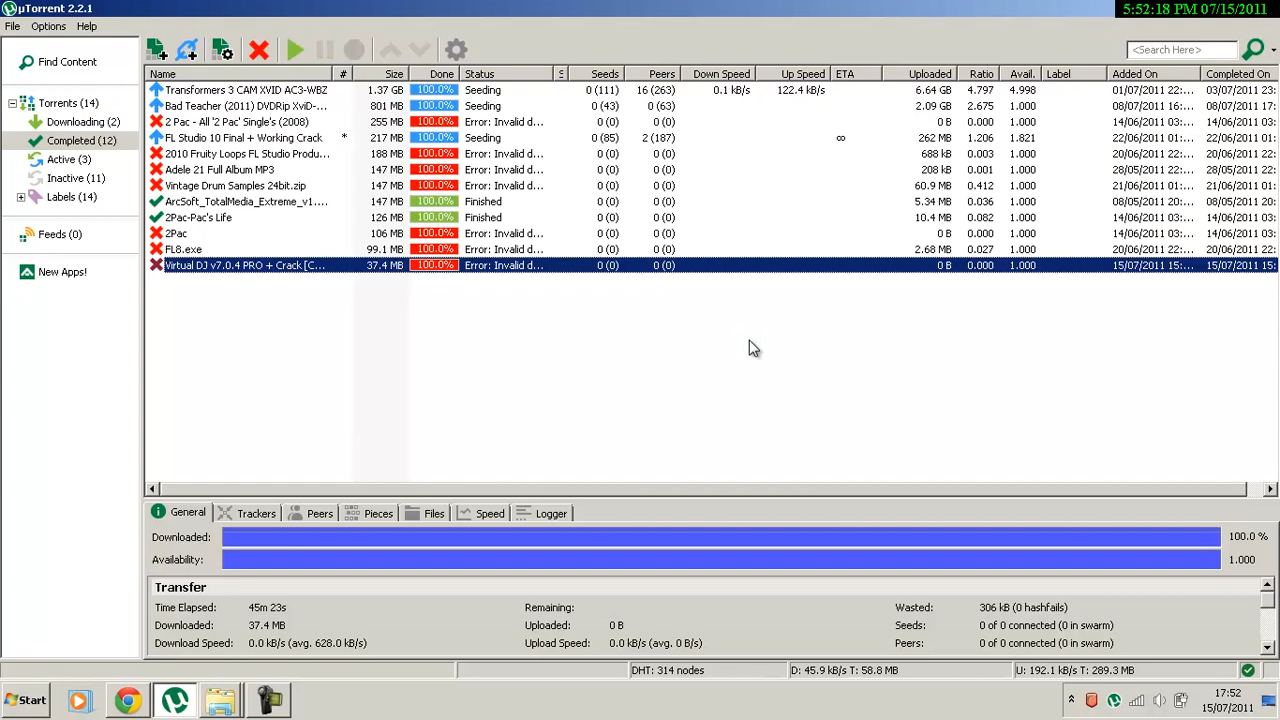 µTorrent 2.2.1
5:52:18 PM 07/15/2011
File Options Help
<Search Here>
Find Content
Torrents (14)
Downloading (2)
Completed (12)
Active (3)
Inactive (11)
Labels (14)
Feeds (0)
New Apps!
Name # Size Done Status S Seeds Peers Down Speed Up Speed ETA Uploaded Ratio Avail. Label Added On Completed On
Transformers 3 CAM XVID AC3-WBZ 1.37 GB 100.0% Seeding 0 (111) 16 (263) 0.1 kB/s 122.4 kB/s 6.64 GB 4.797 4.998 01/07/2011 22:... 03/07/2011 23:
Bad Teacher (2011) DVDRip XviD-... 801 MB 100.0% Seeding 0 (43) 0 (63) 2.09 GB 2.675 1.000 07/07/2011 16:... 08/07/2011 17:
2 Pac - All '2 Pac' Single's (2008) 255 MB 100.0% Error: Invalid d... 0 (0) 0 (0) 0 B 0.000 1.000 14/06/2011 03:... 14/06/2011 03:
FL Studio 10 Final + Working Crack * 217 MB 100.0% Seeding 0 (85) 2 (187) ∞ 262 MB 1.206 1.821 22/06/2011 01:... 22/06/2011 01:
2010 Fruity Loops FL Studio Produ... 188 MB 100.0% Error: Invalid d... 0 (0) 0 (0) 688 kB 0.003 1.000 20/06/2011 22:... 20/06/2011 22:
Adele 21 Full Album MP3 147 MB 100.0% Error: Invalid d... 0 (0) 0 (0) 208 kB 0.001 1.000 28/05/2011 22:... 28/05/2011 22:
Vintage Drum Samples 24bit.zip 147 MB 100.0% Error: Invalid d... 0 (0) 0 (0) 60.9 MB 0.412 1.000 21/06/2011 01:... 21/06/2011 01:
ArcSoft_TotalMedia_Extreme_v1.... 147 MB 100.0% Finished 0 (0) 0 (0) 5.34 MB 0.036 1.000 08/05/2011 20:... 08/05/2011 20:
2Pac-Pac's Life 126 MB 100.0% Finished 0 (0) 0 (0) 10.4 MB 0.082 1.000 14/06/2011 03:... 14/06/2011 03:
2Pac 106 MB 100.0% Error: Invalid d... 0 (0) 0 (0) 0 B 0.000 1.000 14/06/2011 03:... 14/06/2011 03:
FL8.exe 99.1 MB 100.0% Error: Invalid d... 0 (0) 0 (0) 2.68 MB 0.027 1.000 20/06/2011 22:... 20/06/2011 22:
Virtual DJ v7.0.4 PRO + Crack [C... 37.4 MB 100.0% Error: Invalid d... 0 (0) 0 (0) 0 B 0.000 1.000 15/07/2011 15:... 15/07/2011 15:
General Trackers Peers Pieces Files Speed Logger
Downloaded: 100.0 %
Availability: 1.000
Transfer
Time Elapsed: 45m 23s Remaining: Wasted: 306 kB (0 hashfails)
Downloaded: 37.4 MB Uploaded: 0 B Seeds: 0 of 0 connected (0 in swarm)
Download Speed: 0.0 kB/s (avg. 628.0 kB/s) Upload Speed: 0.0 kB/s (avg. 0 B/s) Peers: 0 of 0 connected (0 in swarm)
DHT: 314 nodes D: 45.9 kB/s T: 58.8 MB U: 192.1 kB/s T: 289.3 MB
Start
17:52
15/07/2011